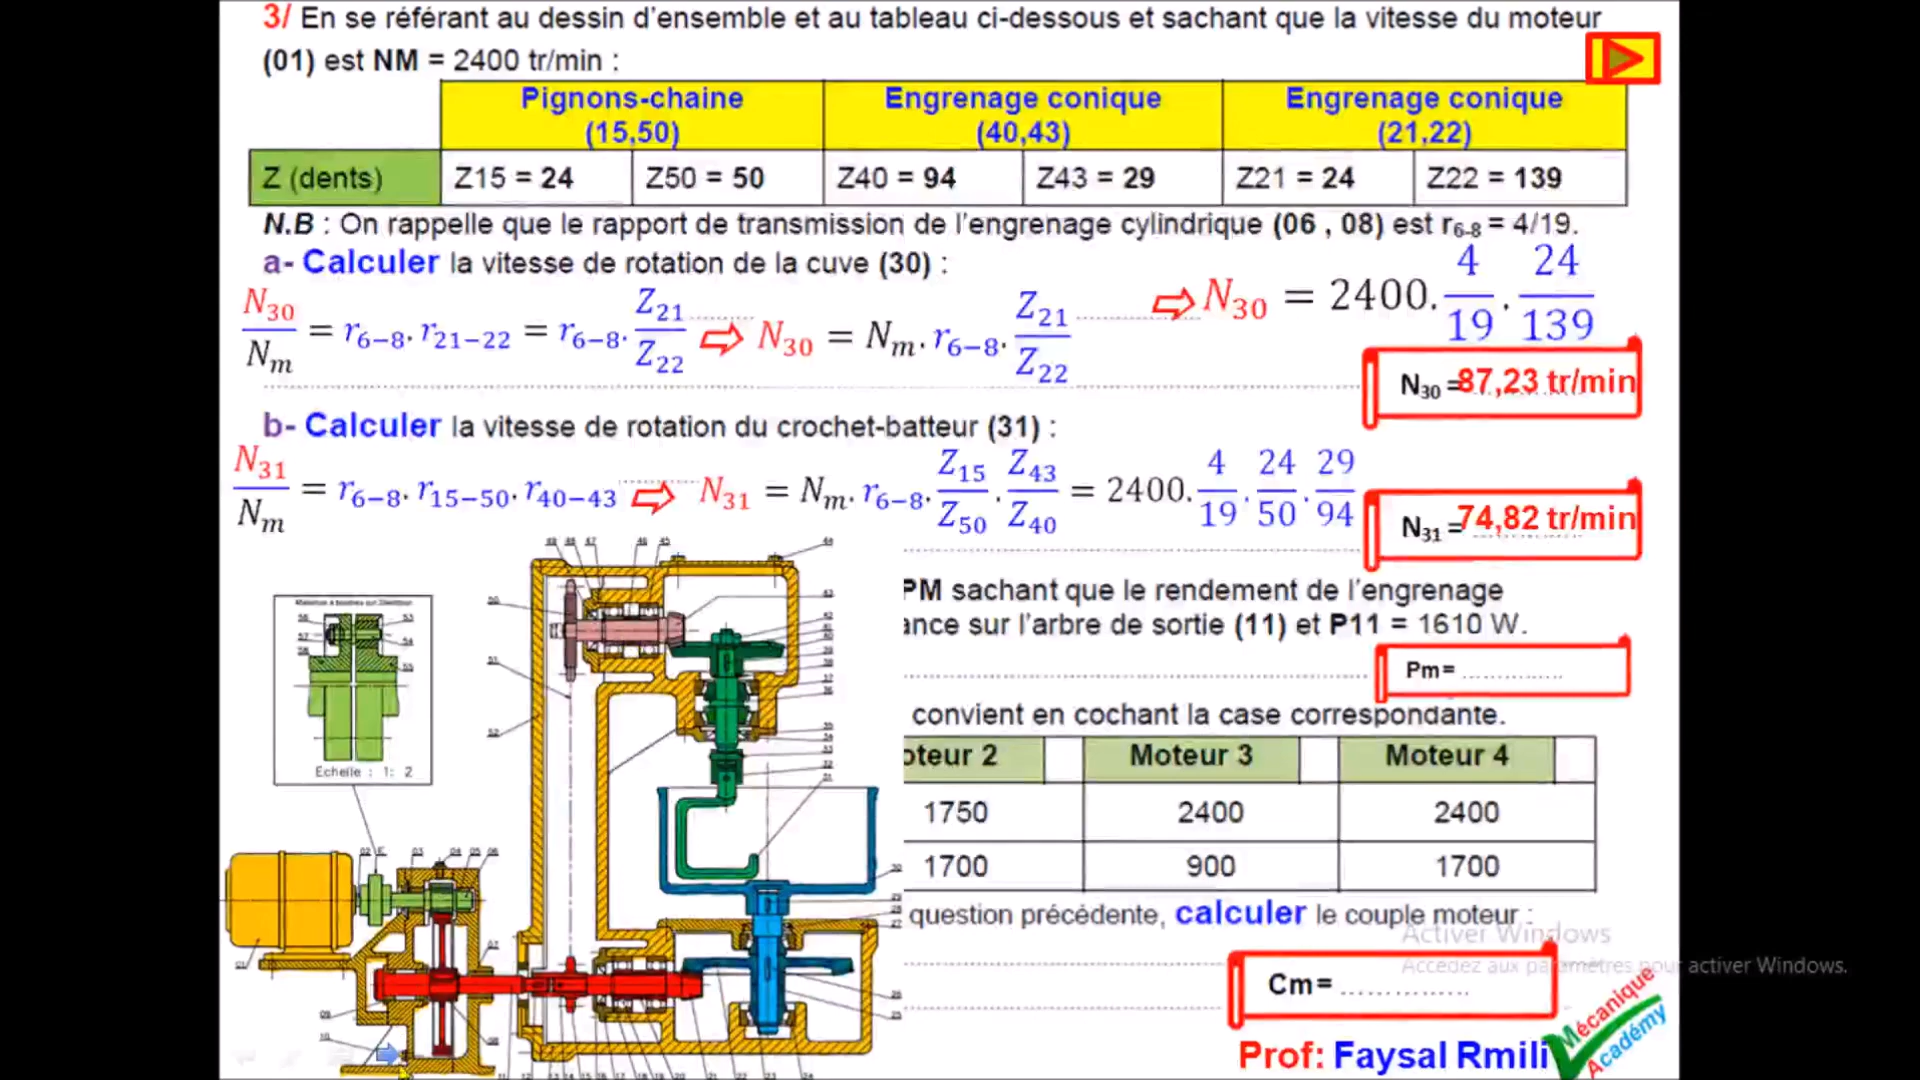 3/ En se référant au dessin d'ensemble et au tableau ci-dessous et sachant que la vitesse du moteur
(01) est NM = 2400 tr/min :
Pignons-chaine (15,50)
Engrenage conique (40,43)
Engrenage conique (21,22)
Z (dents) Z15 = 24 Z50 = 50 Z40 = 94 Z43 = 29 Z21 = 24 Z22 = 139
N.B : On rappelle que le rapport de transmission de l'engrenage cylindrique (06 , 08) est r6-8 = 4/19.
a- Calculer la vitesse de rotation de la cuve (30) :
N30/Nm = r6−8. r21−22 = r6−8. Z21/Z22 ⇨ N30 = Nm. r6−8. Z21/Z22 ⇨ N30 = 2400. 4/19 . 24/139
N30 = 87,23 tr/min
b- Calculer la vitesse de rotation du crochet-batteur (31) :
N31/Nm = r6−8. r15−50. r40−43 ⇨ N31 = Nm. r6−8. Z15/Z50 . Z43/Z40 = 2400. 4/19 . 24/50 . 29/94
N31 = 74,82 tr/min
PM sachant que le rendement de l'engrenage
ance sur l'arbre de sortie (11) et P11 = 1610 W.
Pm= ...............
convient en cochant la case correspondante.
oteur 2 Moteur 3 Moteur 4
1750 2400 2400
1700 900 1700
question précédente, calculer le couple moteur :
Cm= ...............
Echelle : 1: 2
Activer Windows
Accédez aux paramètres pour activer Windows.
Prof: Faysal Rmili
Mécanique
Académy